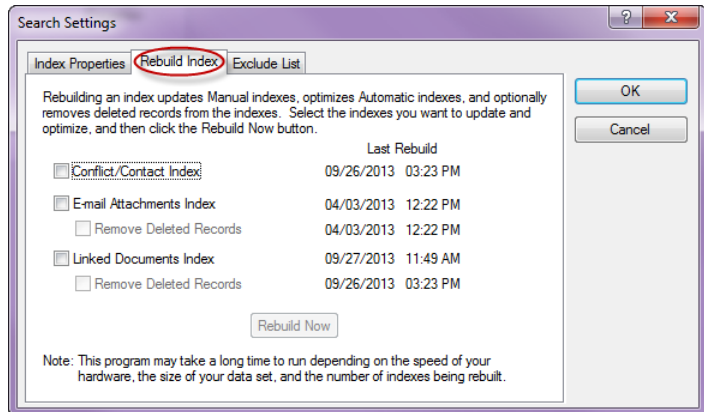 Search Settings
Index Properties Rebuild Index Exclude List
Rebuilding an index updates Manual indexes, optimizes Automatic indexes, and optionally
removes deleted records from the indexes. Select the indexes you want to update and
optimize, and then click the Rebuild Now button.
OK
Cancel
Last Rebuild
Conflict/Contact Index 09/26/2013 03:23 PM
E-mail Attachments Index 04/03/2013 12:22 PM
Remove Deleted Records 04/03/2013 12:22 PM
Linked Documents Index 09/27/2013 11:49 AM
Remove Deleted Records 09/26/2013 03:23 PM
Rebuild Now
Note: This program may take a long time to run depending on the speed of your
hardware, the size of your data set, and the number of indexes being rebuilt.